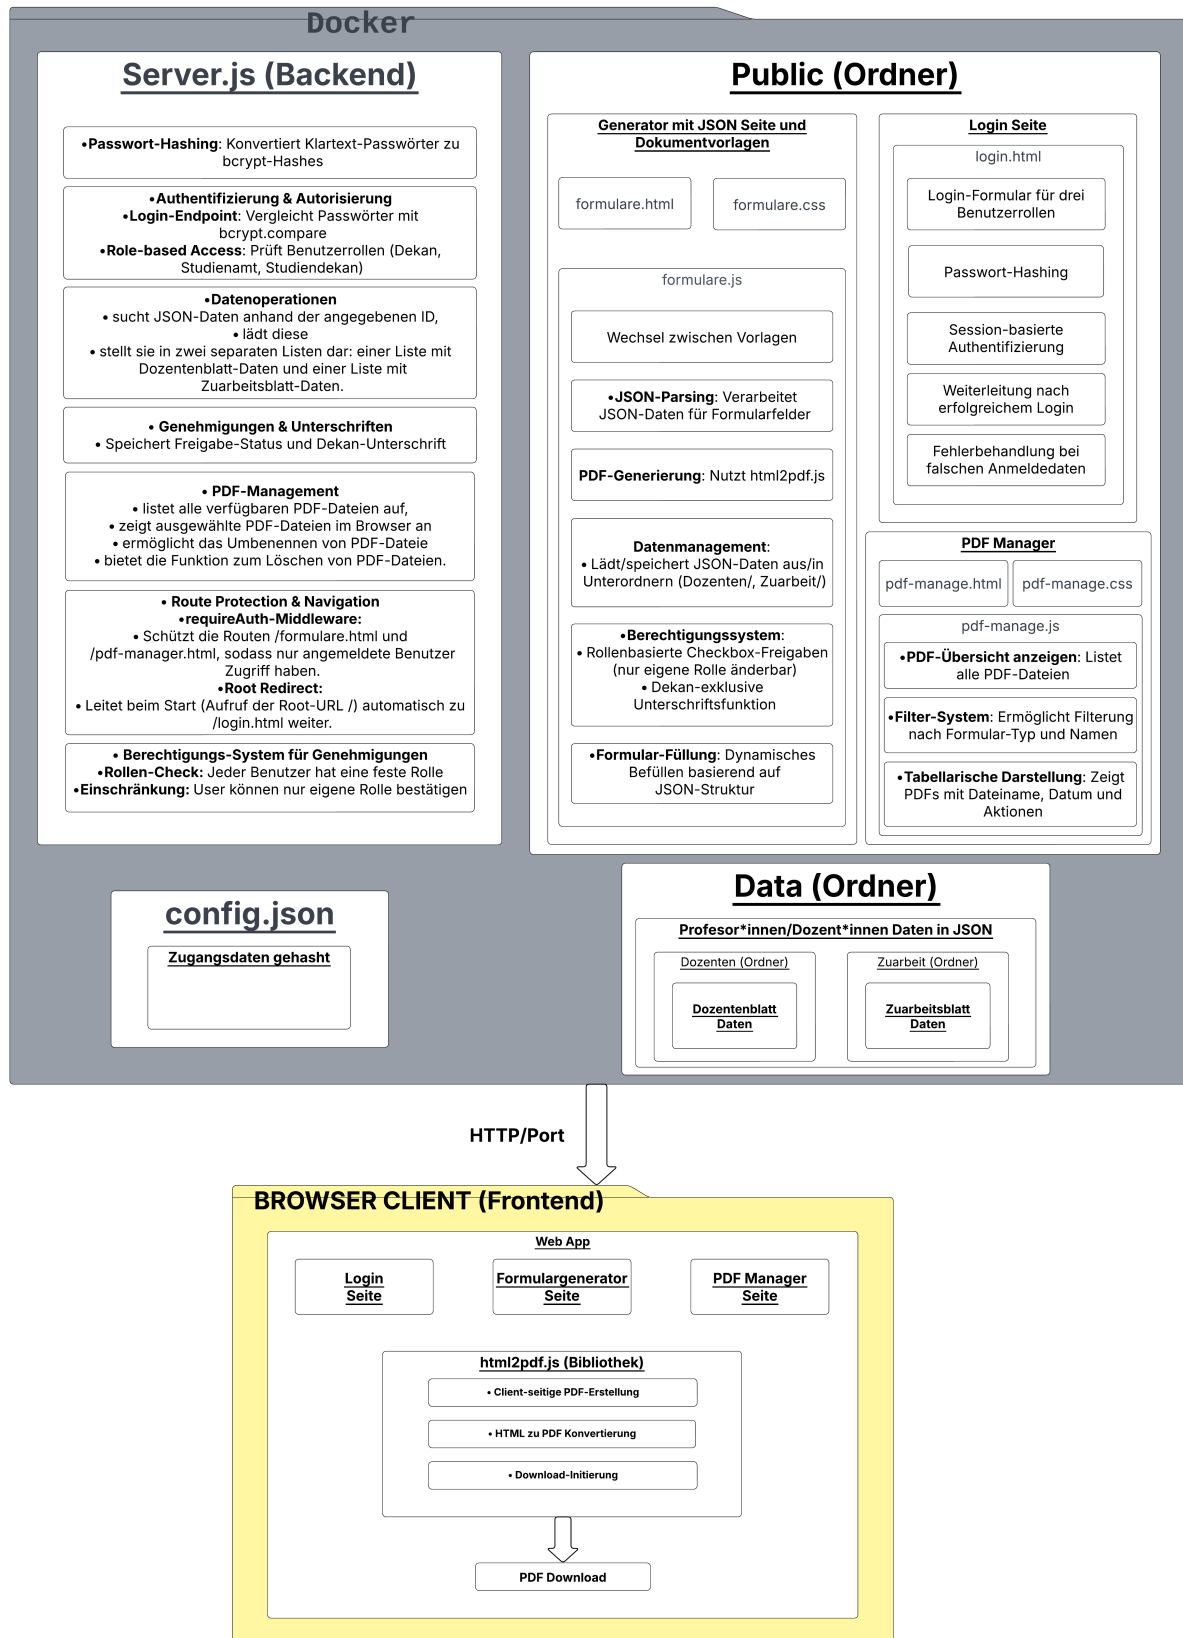 Docker
Server.js (Backend)
•Passwort-Hashing: Konvertiert Klartext-Passwörter zu
bcrypt-Hashes
•Authentifizierung & Autorisierung
•Login-Endpoint: Vergleicht Passwörter mit
bcrypt.compare
•Role-based Access: Prüft Benutzerrollen (Dekan,
Studienamt, Studiendekan)
•Datenoperationen
• sucht JSON-Daten anhand der angegebenen ID,
• lädt diese
• stellt sie in zwei separaten Listen dar: einer Liste mit
Dozentenblatt-Daten und einer Liste mit
Zuarbeitsblatt-Daten.
• Genehmigungen & Unterschriften
• Speichert Freigabe-Status und Dekan-Unterschrift
• PDF-Management
• listet alle verfügbaren PDF-Dateien auf,
• zeigt ausgewählte PDF-Dateien im Browser an
• ermöglicht das Umbenennen von PDF-Dateie
• bietet die Funktion zum Löschen von PDF-Dateien.
• Route Protection & Navigation
•requireAuth-Middleware:
• Schützt die Routen /formulare.html und
/pdf-manager.html, sodass nur angemeldete Benutzer
Zugriff haben.
•Root Redirect:
• Leitet beim Start (Aufruf der Root-URL /) automatisch zu
/login.html weiter.
• Berechtigungs-System für Genehmigungen
•Rollen-Check: Jeder Benutzer hat eine feste Rolle
•Einschränkung: User können nur eigene Rolle bestätigen
Public (Ordner)
Generator mit JSON Seite und
Dokumentvorlagen
formulare.html
formulare.css
formulare.js
Wechsel zwischen Vorlagen
•JSON-Parsing: Verarbeitet
JSON-Daten für Formularfelder
PDF-Generierung: Nutzt html2pdf.js
Datenmanagement:
• Lädt/speichert JSON-Daten aus/in
Unterordnern (Dozenten/, Zuarbeit/)
•Berechtigungssystem:
• Rollenbasierte Checkbox-Freigaben
(nur eigene Rolle änderbar)
• Dekan-exklusive
Unterschriftsfunktion
•Formular-Füllung: Dynamisches
Befüllen basierend auf
JSON-Struktur
Login Seite
login.html
Login-Formular für drei
Benutzerrollen
Passwort-Hashing
Session-basierte
Authentifizierung
Weiterleitung nach
erfolgreichem Login
Fehlerbehandlung bei
falschen Anmeldedaten
PDF Manager
pdf-manage.html
pdf-manage.css
pdf-manage.js
•PDF-Übersicht anzeigen: Listet
alle PDF-Dateien
•Filter-System: Ermöglicht Filterung
nach Formular-Typ und Namen
•Tabellarische Darstellung: Zeigt
PDFs mit Dateiname, Datum und
Aktionen
config.json
Zugangsdaten gehasht
Data (Ordner)
Profesor*innen/Dozent*innen Daten in JSON
Dozenten (Ordner)
Dozentenblatt
Daten
Zuarbeit (Ordner)
Zuarbeitsblatt
Daten
HTTP/Port
BROWSER CLIENT (Frontend)
Web App
Login
Seite
Formulargenerator
Seite
PDF Manager
Seite
html2pdf.js (Bibliothek)
• Client-seitige PDF-Erstellung
• HTML zu PDF Konvertierung
• Download-Initierung
PDF Download